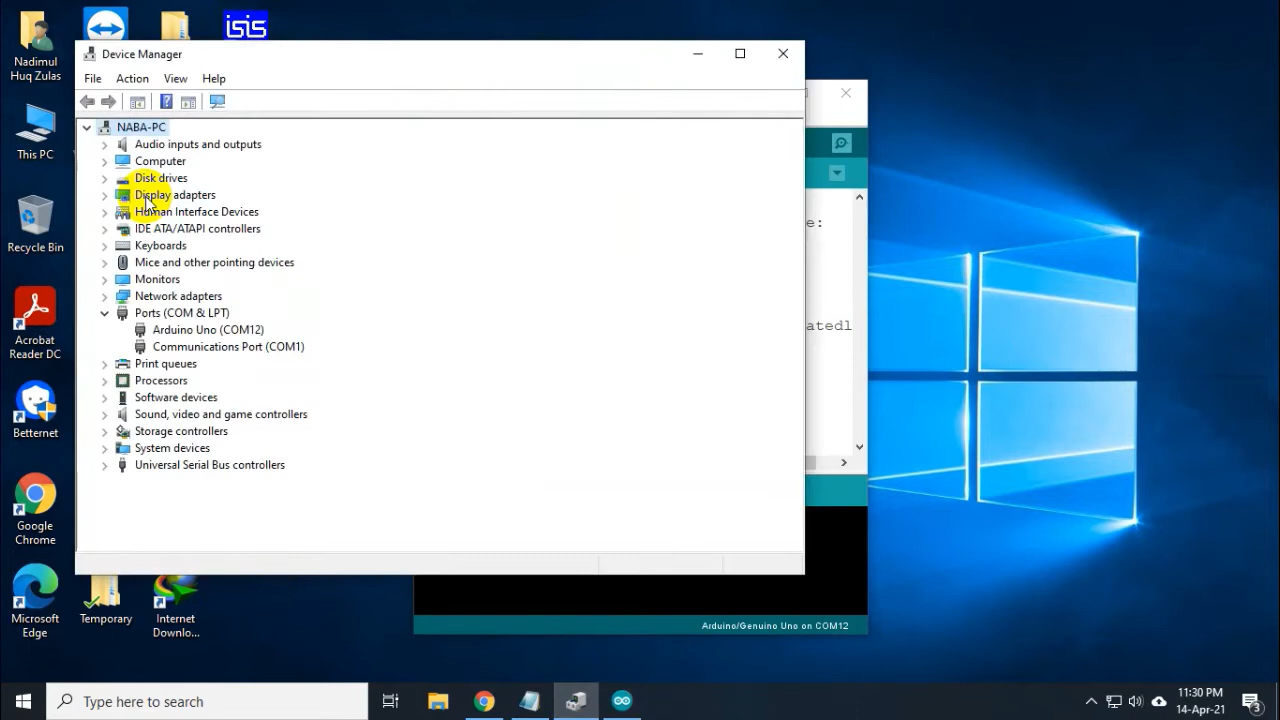 Nadimul
Huq Zulas
This PC
Recycle Bin
Acrobat
Reader DC
Betternet
Google
Chrome
Microsoft
Edge
isis
Temporary
Internet
Downlo...
Device Manager
File Action View Help
NABA-PC
Audio inputs and outputs
Computer
Disk drives
Display adapters
Human Interface Devices
IDE ATA/ATAPI controllers
Keyboards
Mice and other pointing devices
Monitors
Network adapters
Ports (COM & LPT)
Arduino Uno (COM12)
Communications Port (COM1)
Print queues
Processors
Software devices
Sound, video and game controllers
Storage controllers
System devices
Universal Serial Bus controllers
e:
atedl
Arduino/Genuino Uno on COM12
Type here to search
11:30 PM
14-Apr-21
3